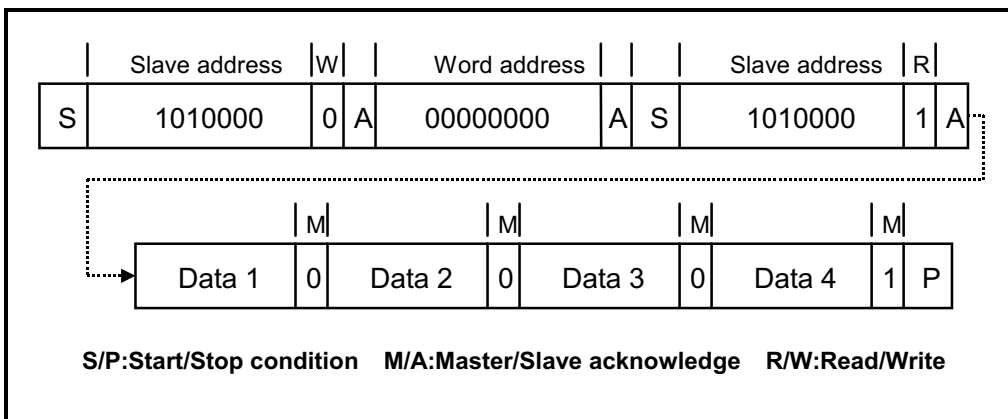 Slave address W Word address Slave address R
S 1010000 0 A 00000000 A S 1010000 1 A
M M M M
Data 1 0 Data 2 0 Data 3 0 Data 4 1 P
S/P:Start/Stop condition M/A:Master/Slave acknowledge R/W:Read/Write